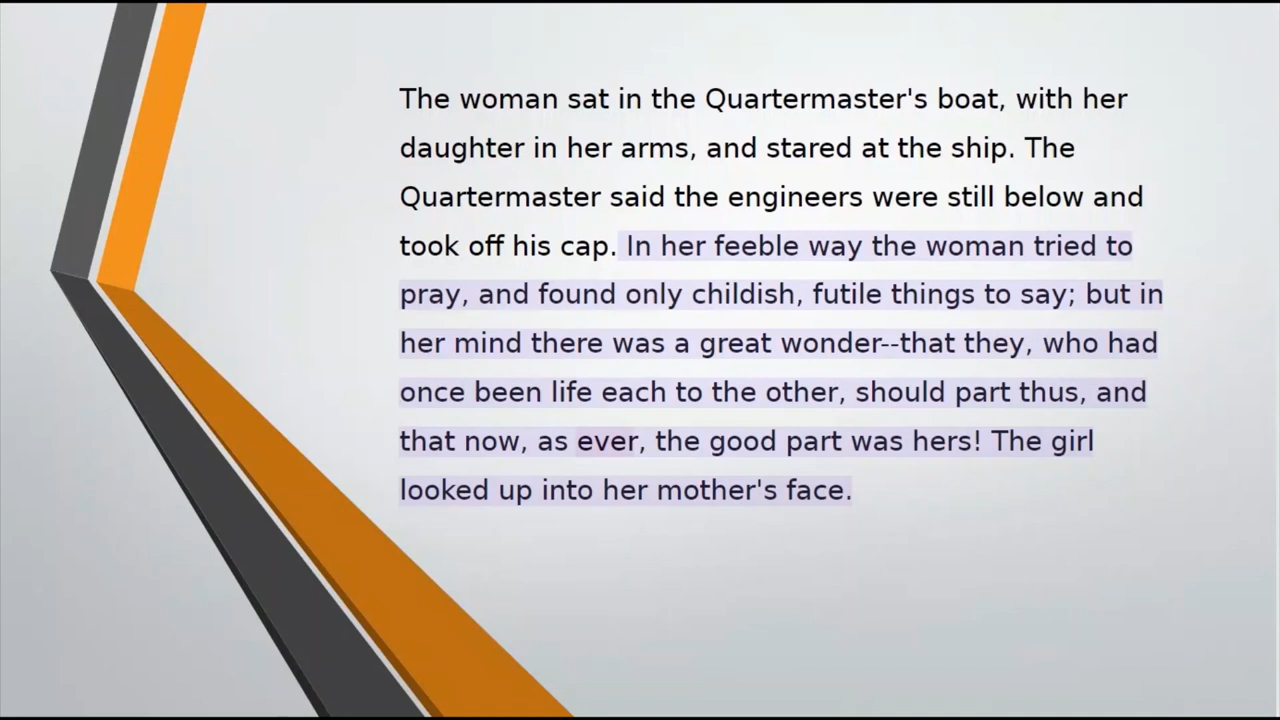 The woman sat in the Quartermaster's boat, with her
daughter in her arms, and stared at the ship. The
Quartermaster said the engineers were still below and
took off his cap. In her feeble way the woman tried to
pray, and found only childish, futile things to say; but in
her mind there was a great wonder--that they, who had
once been life each to the other, should part thus, and
that now, as ever, the good part was hers! The girl
looked up into her mother's face.